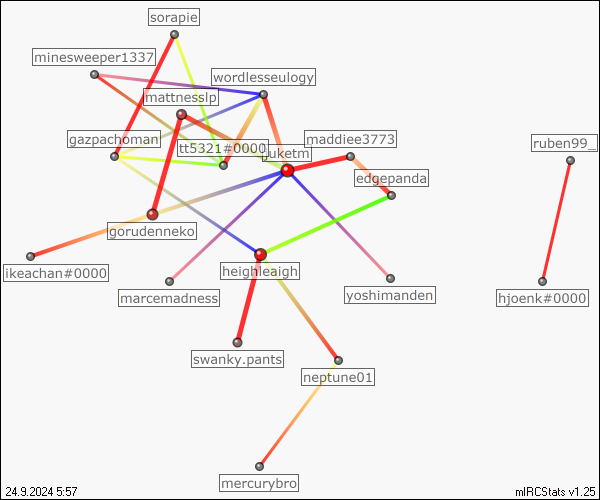 sorapie
minesweeper1337
wordlesseulogy
mattnesslp
gazpachoman
tt5321#0000
juketm
maddiee3773
ruben99_
edgepanda
gorudenneko
ikeachan#0000
heighleaigh
marcemadness
yoshimanden
hjoenk#0000
swanky.pants
neptune01
mercurybro
24.9.2024 5:57
mIRCStats v1.25